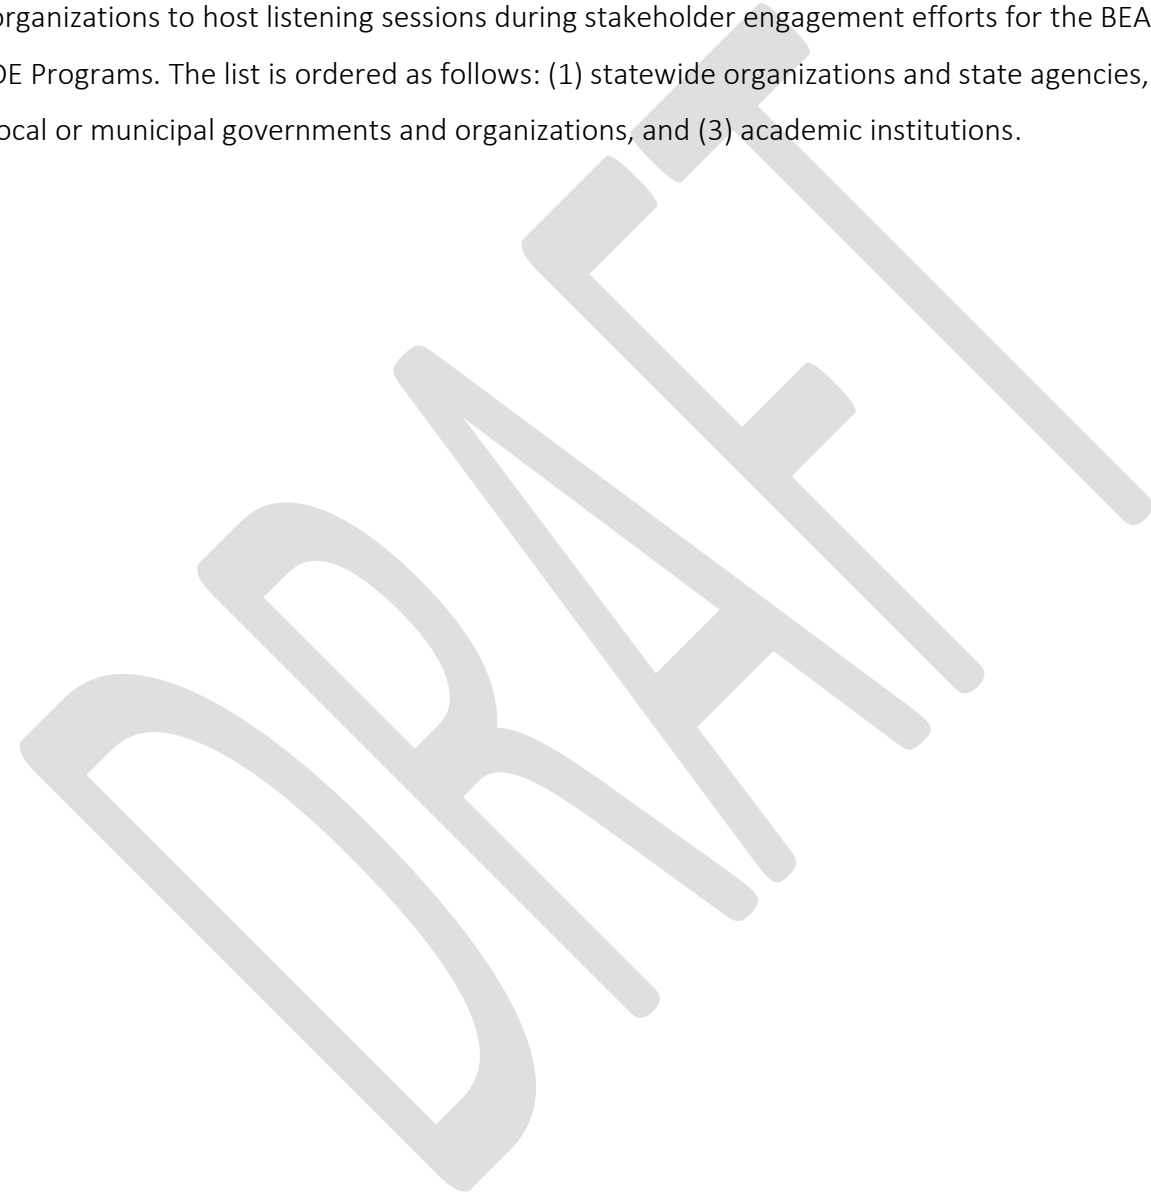 organizations to host listening sessions during stakeholder engagement efforts for the BEA
DE Programs. The list is ordered as follows: (1) statewide organizations and state agencies,
local or municipal governments and organizations, and (3) academic institutions.
DRAFT